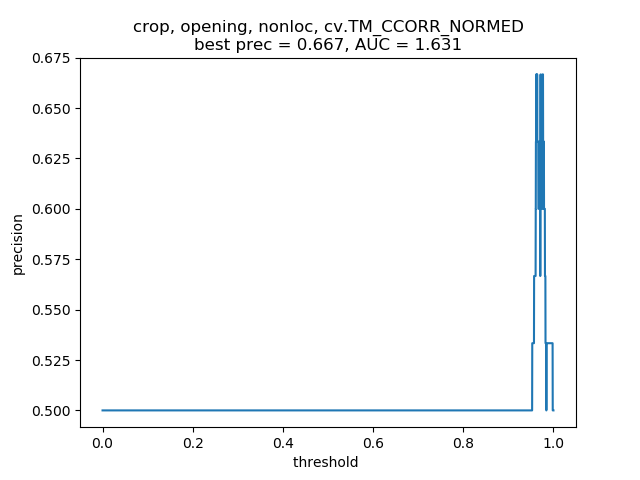 crop, opening, nonloc, cv.TM_CCORR_NORMED
best prec = 0.667, AUC = 1.631
0.675
0.650
0.625
0.600
0.575
0.550
0.525
0.500
precision
0.0 0.2 0.4 0.6 0.8 1.0
threshold